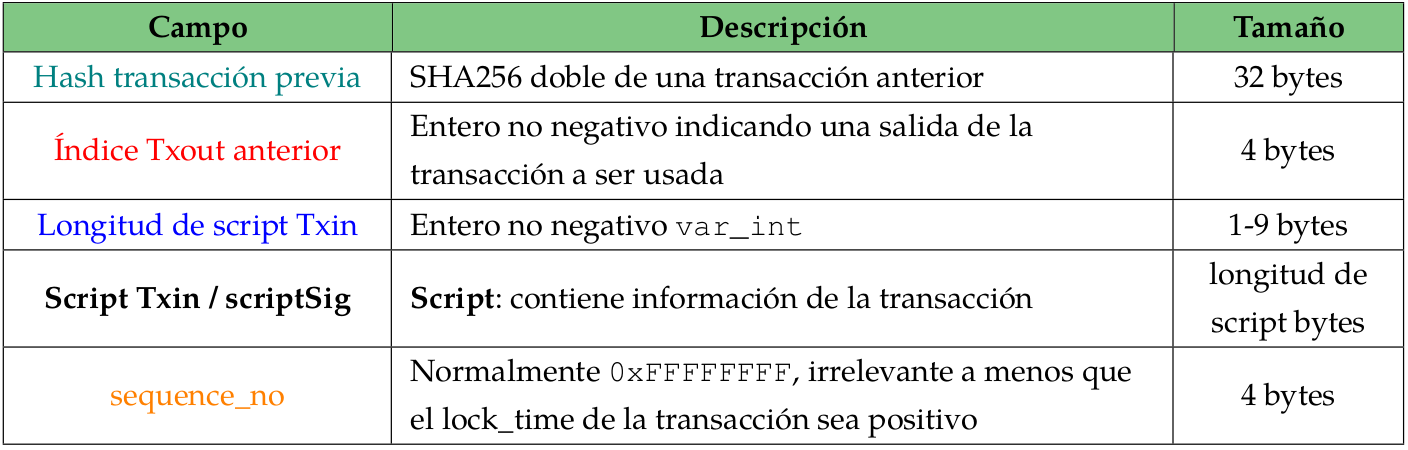 Campo Descripción Tamaño
Hash transacción previa SHA256 doble de una transacción anterior 32 bytes
Índice Txout anterior Entero no negativo indicando una salida de la
transacción a ser usada 4 bytes
Longitud de script Txin Entero no negativo var_int 1-9 bytes
Script Txin / scriptSig Script: contiene información de la transacción longitud de
script bytes
sequence_no Normalmente 0xFFFFFFFF, irrelevante a menos que
el lock_time de la transacción sea positivo 4 bytes